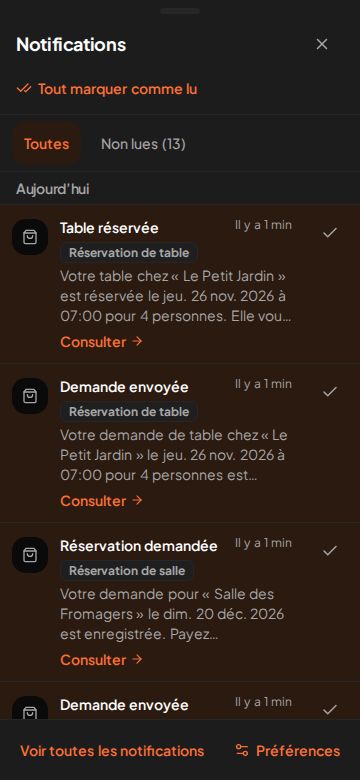 Notifications
Tout marquer comme lu
Toutes
Non lues (13)
Aujourd'hui
Table réservée
Il y a 1 min
Réservation de table
Votre table chez « Le Petit Jardin »
est réservée le jeu. 26 nov. 2026 à
07:00 pour 4 personnes. Elle vou…
Consulter →
Demande envoyée
Il y a 1 min
Réservation de table
Votre demande de table chez « Le
Petit Jardin » le jeu. 26 nov. 2026 à
07:00 pour 4 personnes est…
Consulter →
Réservation demandée
Il y a 1 min
Réservation de salle
Votre demande pour « Salle des
Fromagers » le dim. 20 déc. 2026
est enregistrée. Payez…
Consulter →
Demande envoyée
Il y a 1 min
Voir toutes les notifications
Préférences